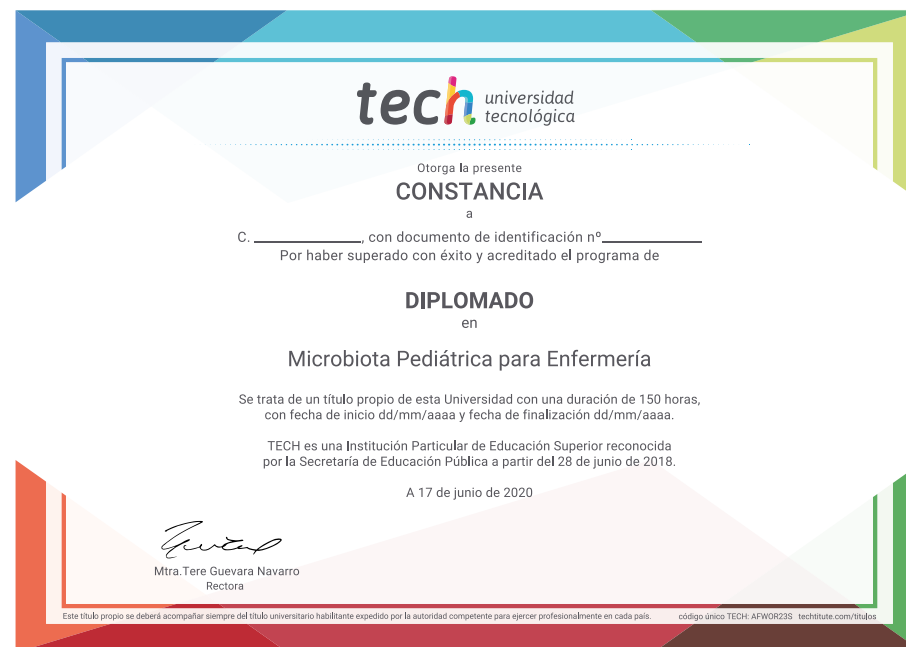 tech universidad
tecnológica
Otorga la presente
CONSTANCIA
a
C. ____________, con documento de identificación nº____________
Por haber superado con éxito y acreditado el programa de
DIPLOMADO
en
Microbiota Pediátrica para Enfermería
Se trata de un título propio de esta Universidad con una duración de 150 horas,
con fecha de inicio dd/mm/aaaa y fecha de finalización dd/mm/aaaa.
TECH es una Institución Particular de Educación Superior reconocida
por la Secretaría de Educación Pública a partir del 28 de junio de 2018.
A 17 de junio de 2020
Mtra.Tere Guevara Navarro
Rectora
Este título propio se deberá acompañar siempre del título universitario habilitante expedido por la autoridad competente para ejercer profesionalmente en cada país. código único TECH: AFWOR23S techtitute.com/titulos